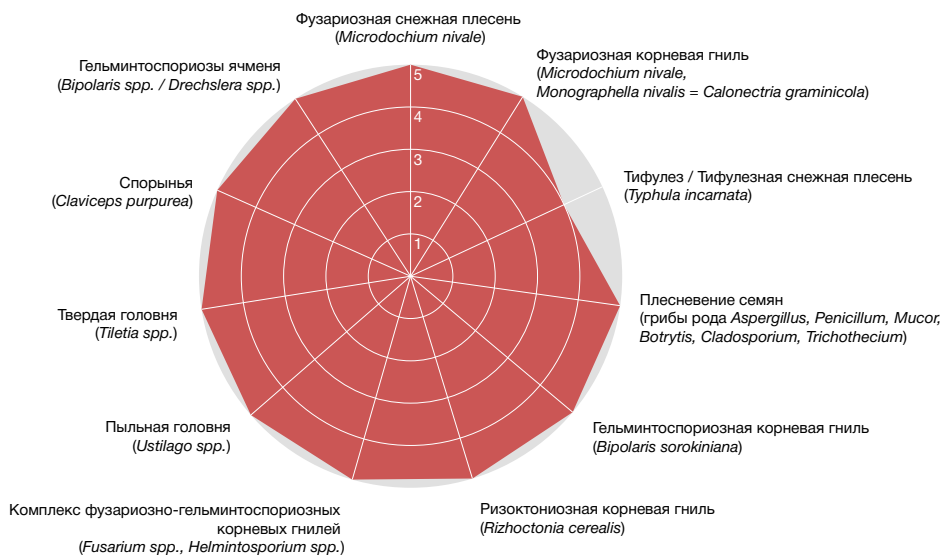 Фузариозная снежная плесень
(Microdochium nivale)
Фузариозная корневая гниль
(Microdochium nivale,
Monographella nivalis = Calonectria graminicola)
Тифулез / Тифулезная снежная плесень
(Typhula incarnata)
Плесневение семян
(грибы рода Aspergillus, Penicillum, Mucor,
Botrytis, Cladosporium, Trichothecium)
Гельминтоспориозная корневая гниль
(Bipolaris sorokiniana)
Ризоктониозная корневая гниль
(Rizhoctonia cerealis)
Комплекс фузариозно-гельминтоспориозных
корневых гнилей
(Fusarium spp., Helmintosporium spp.)
Пыльная головня
(Ustilago spp.)
Твердая головня
(Tiletia spp.)
Спорынья
(Claviceps purpurea)
Гельминтоспориозы ячменя
(Bipolaris spp. / Drechslera spp.)
5
4
3
2
1